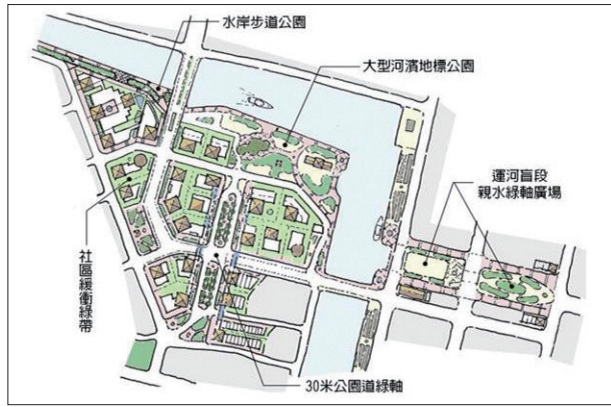 水岸步道公園
大型河濱地標公園
運河盲段
親水綠軸廣場
社區緩衝綠帶
30米公園道綠軸